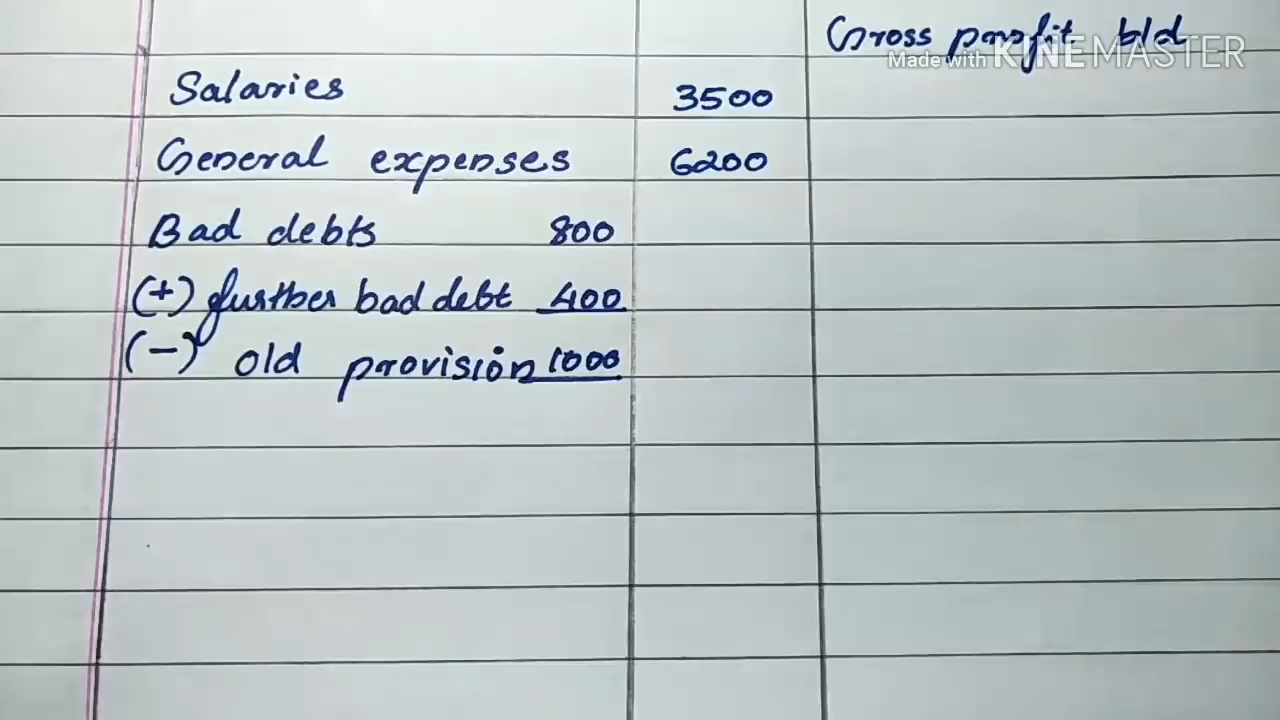 Gross profit b/d
Made with KINEMASTER
Salaries 3500
General expenses 6200
Bad debts 800
(+) further bad debt 400
(-) old provision 1000